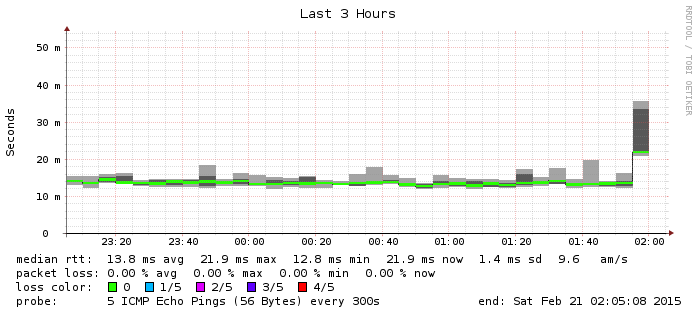 Last 3 Hours
RRDTOOL / TOBI OETIKER
Seconds
50 m
40 m
30 m
20 m
10 m
0
23:20 23:40 00:00 00:20 00:40 01:00 01:20 01:40 02:00
median rtt: 13.8 ms avg 21.9 ms max 12.8 ms min 21.9 ms now 1.4 ms sd 9.6 am/s
packet loss: 0.00 % avg 0.00 % max 0.00 % min 0.00 % now
loss color: 0 1/5 2/5 3/5 4/5
probe: 5 ICMP Echo Pings (56 Bytes) every 300s end: Sat Feb 21 02:05:08 2015